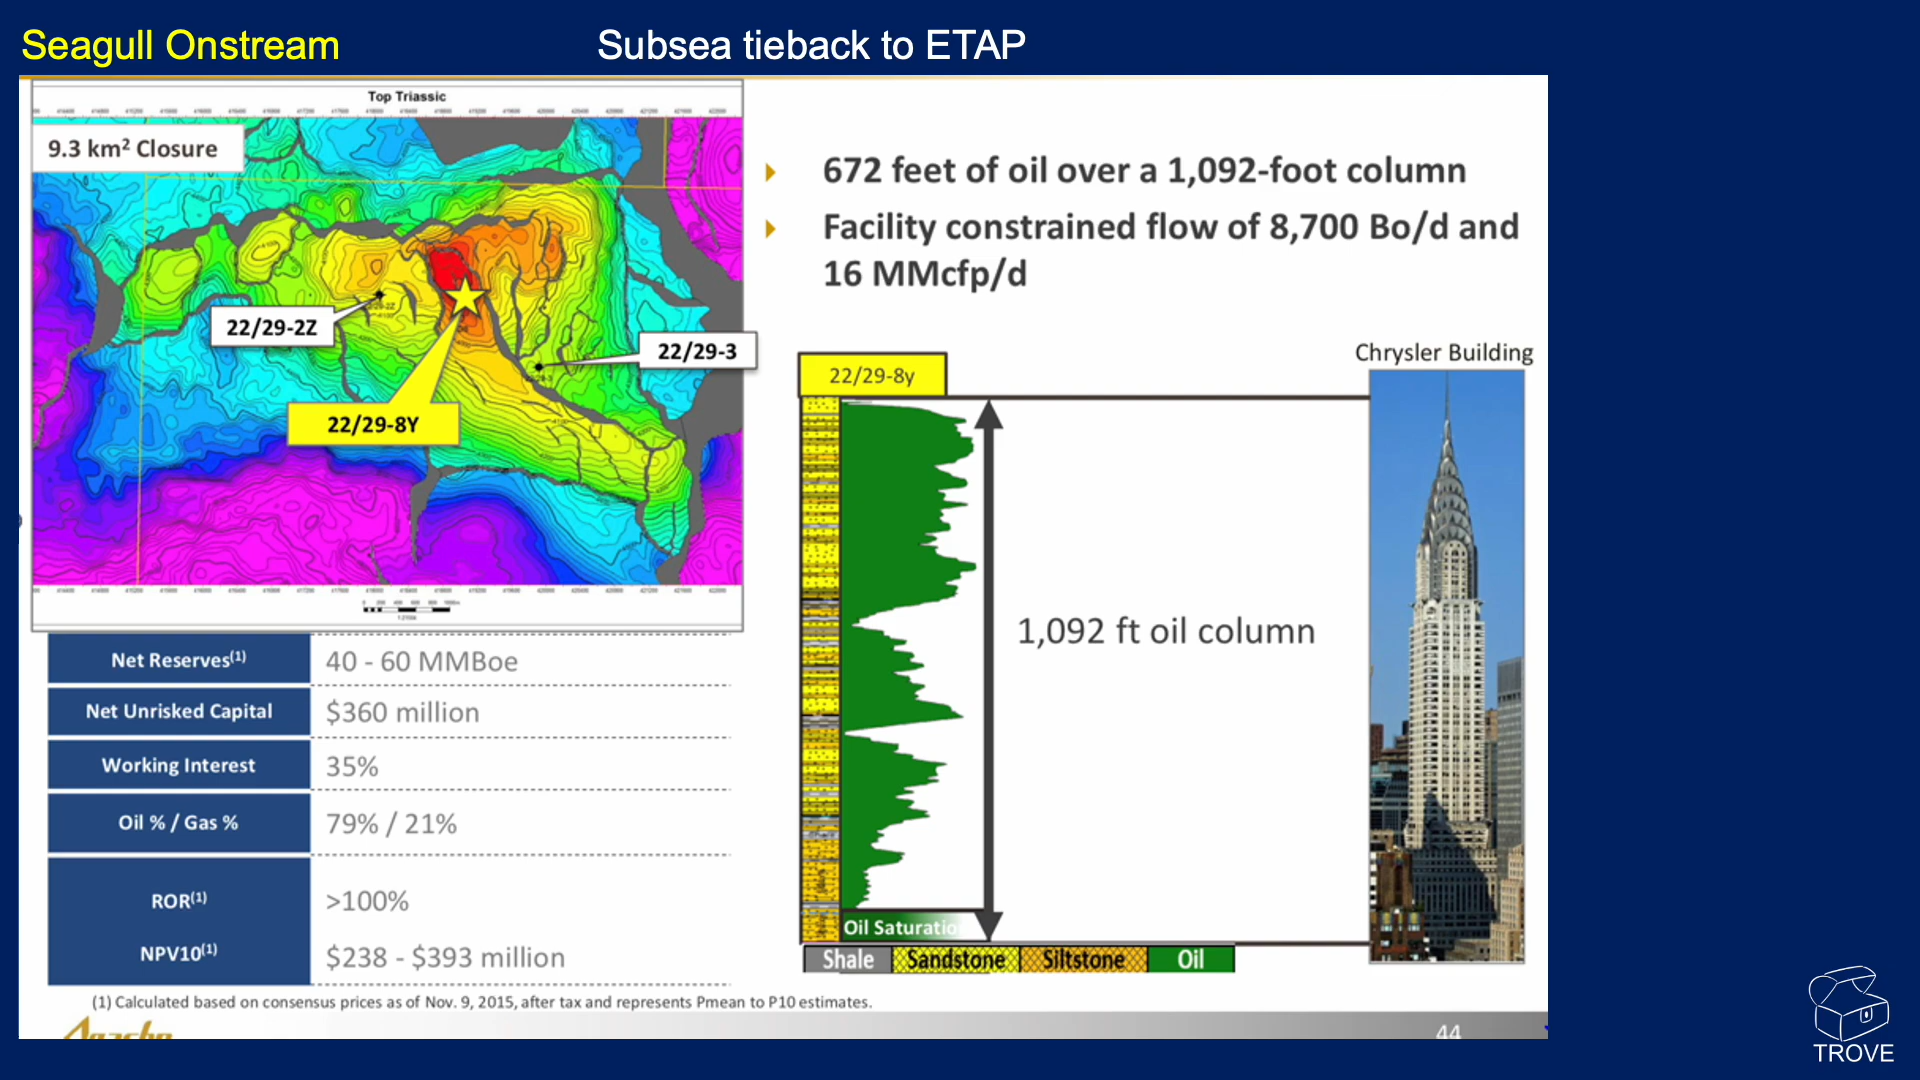 Seagull Onstream
Subsea tieback to ETAP
Top Triassic
9.3 km² Closure
22/29-2Z
22/29-3
22/29-8Y
672 feet of oil over a 1,092-foot column
Facility constrained flow of 8,700 Bo/d and
16 MMcfp/d
Chrysler Building
22/29-8y
1,092 ft oil column
Oil Saturatio
Shale
Sandstone
Siltstone
Oil
Net Reserves(1)
40 - 60 MMBoe
Net Unrisked Capital
$360 million
Working Interest
35%
Oil % / Gas %
79% / 21%
ROR(1)
>100%
NPV10(1)
$238 - $393 million
(1) Calculated based on consensus prices as of Nov. 9, 2015, after tax and represents Pmean to P10 estimates.
Apache
44
TROVE